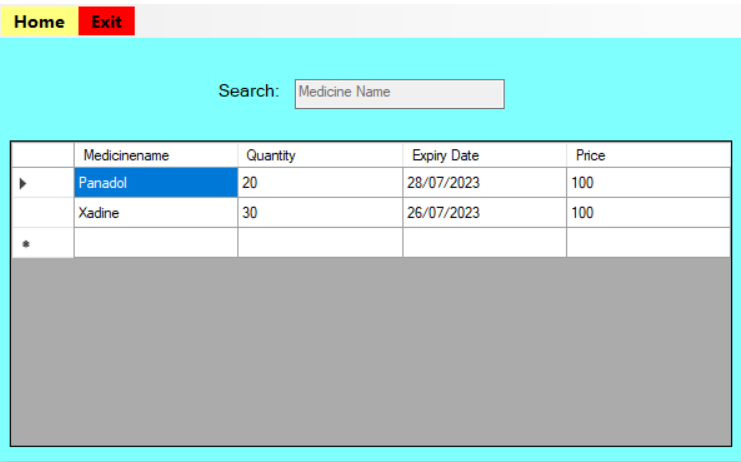 Home Exit
Search: Medicine Name
Medicinename Quantity Expiry Date Price
Panadol 20 28/07/2023 100
Xadine 30 26/07/2023 100